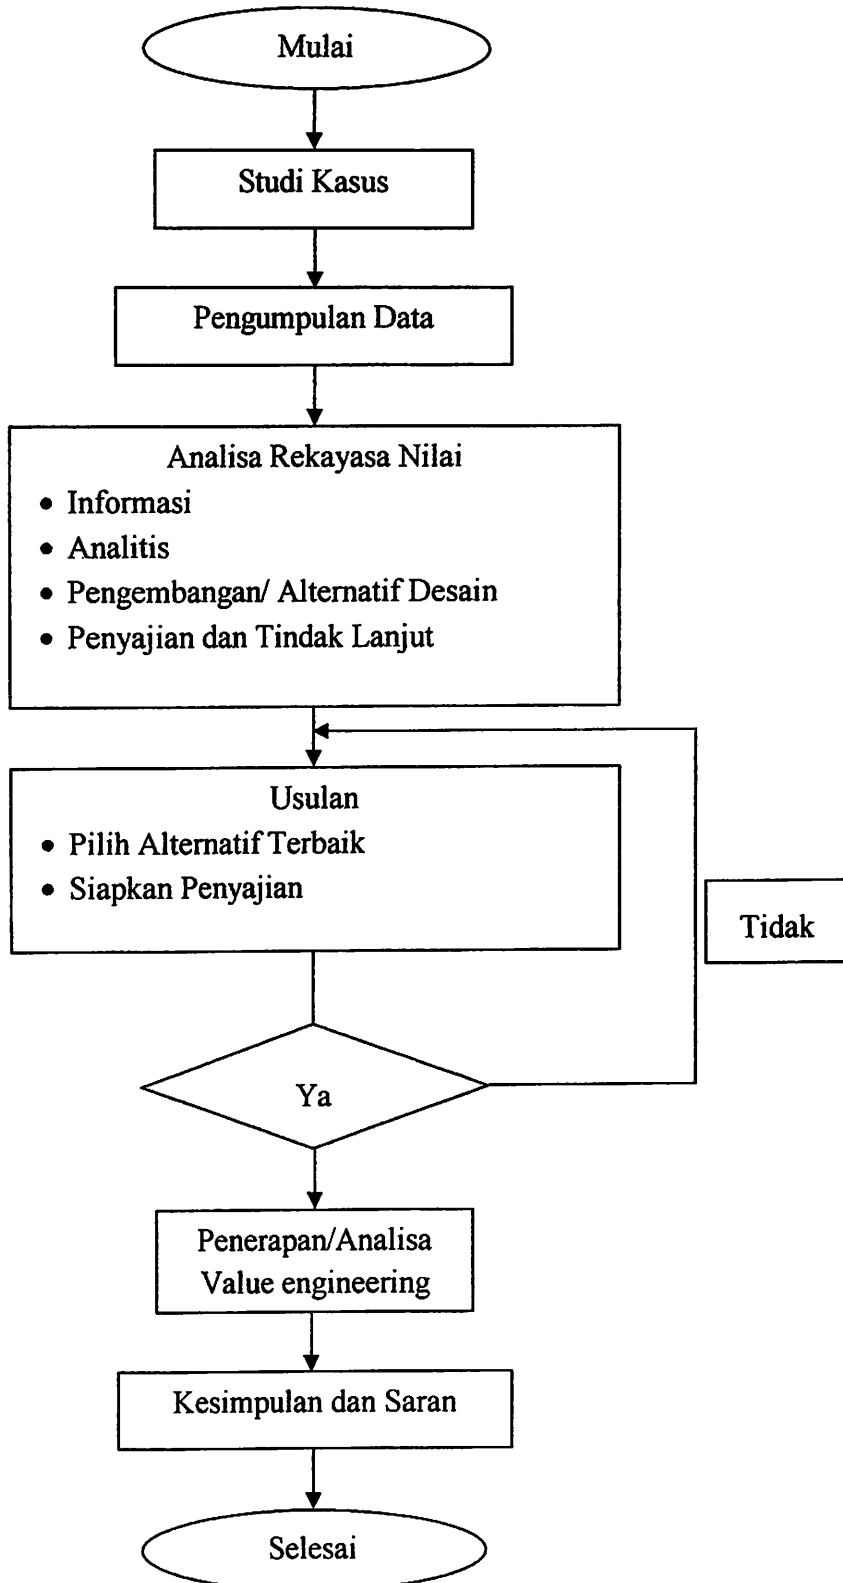 Mulai
Studi Kasus
Pengumpulan Data
Analisa Rekayasa Nilai
• Informasi
• Analitis
• Pengembangan/ Alternatif Desain
• Penyajian dan Tindak Lanjut
Usulan
• Pilih Alternatif Terbaik
• Siapkan Penyajian
Tidak
Ya
Penerapan/Analisa
Value engineering
Kesimpulan dan Saran
Selesai